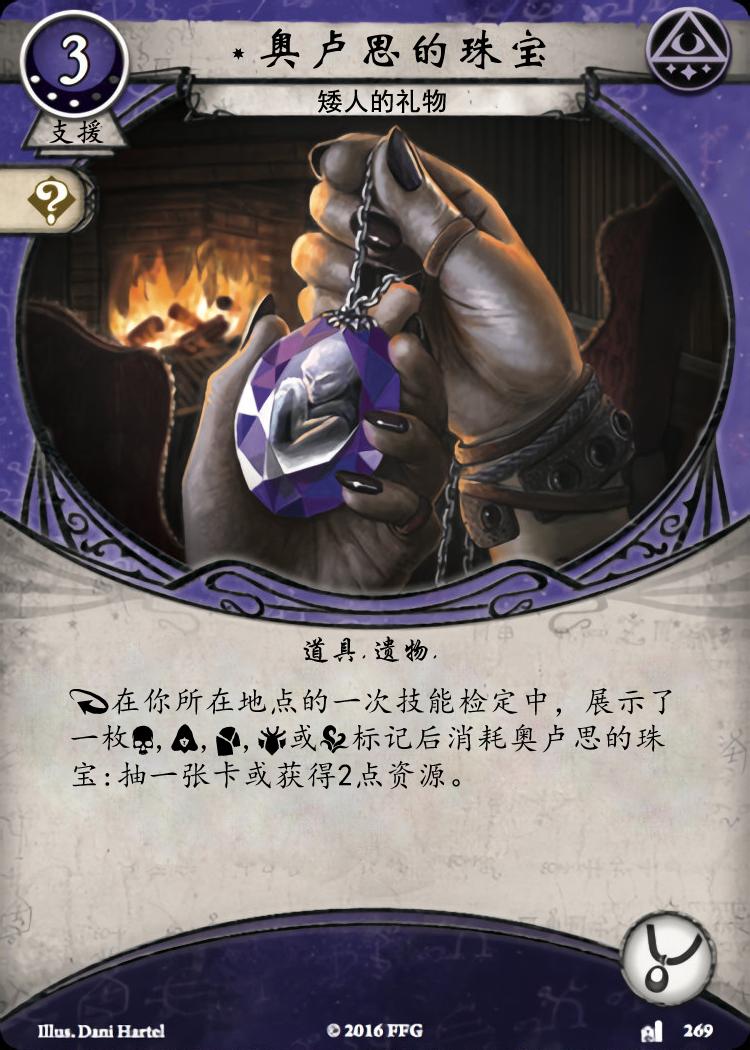 3
奥卢思的珠宝
矮人的礼物
支援
?
道具.遗物.
在你所在地点的一次技能检定中，展示了
一枚, , , 或标记后消耗奥卢思的珠
宝:抽一张卡或获得2点资源。
Illus. Dani Hartel
© 2016 FFG
269